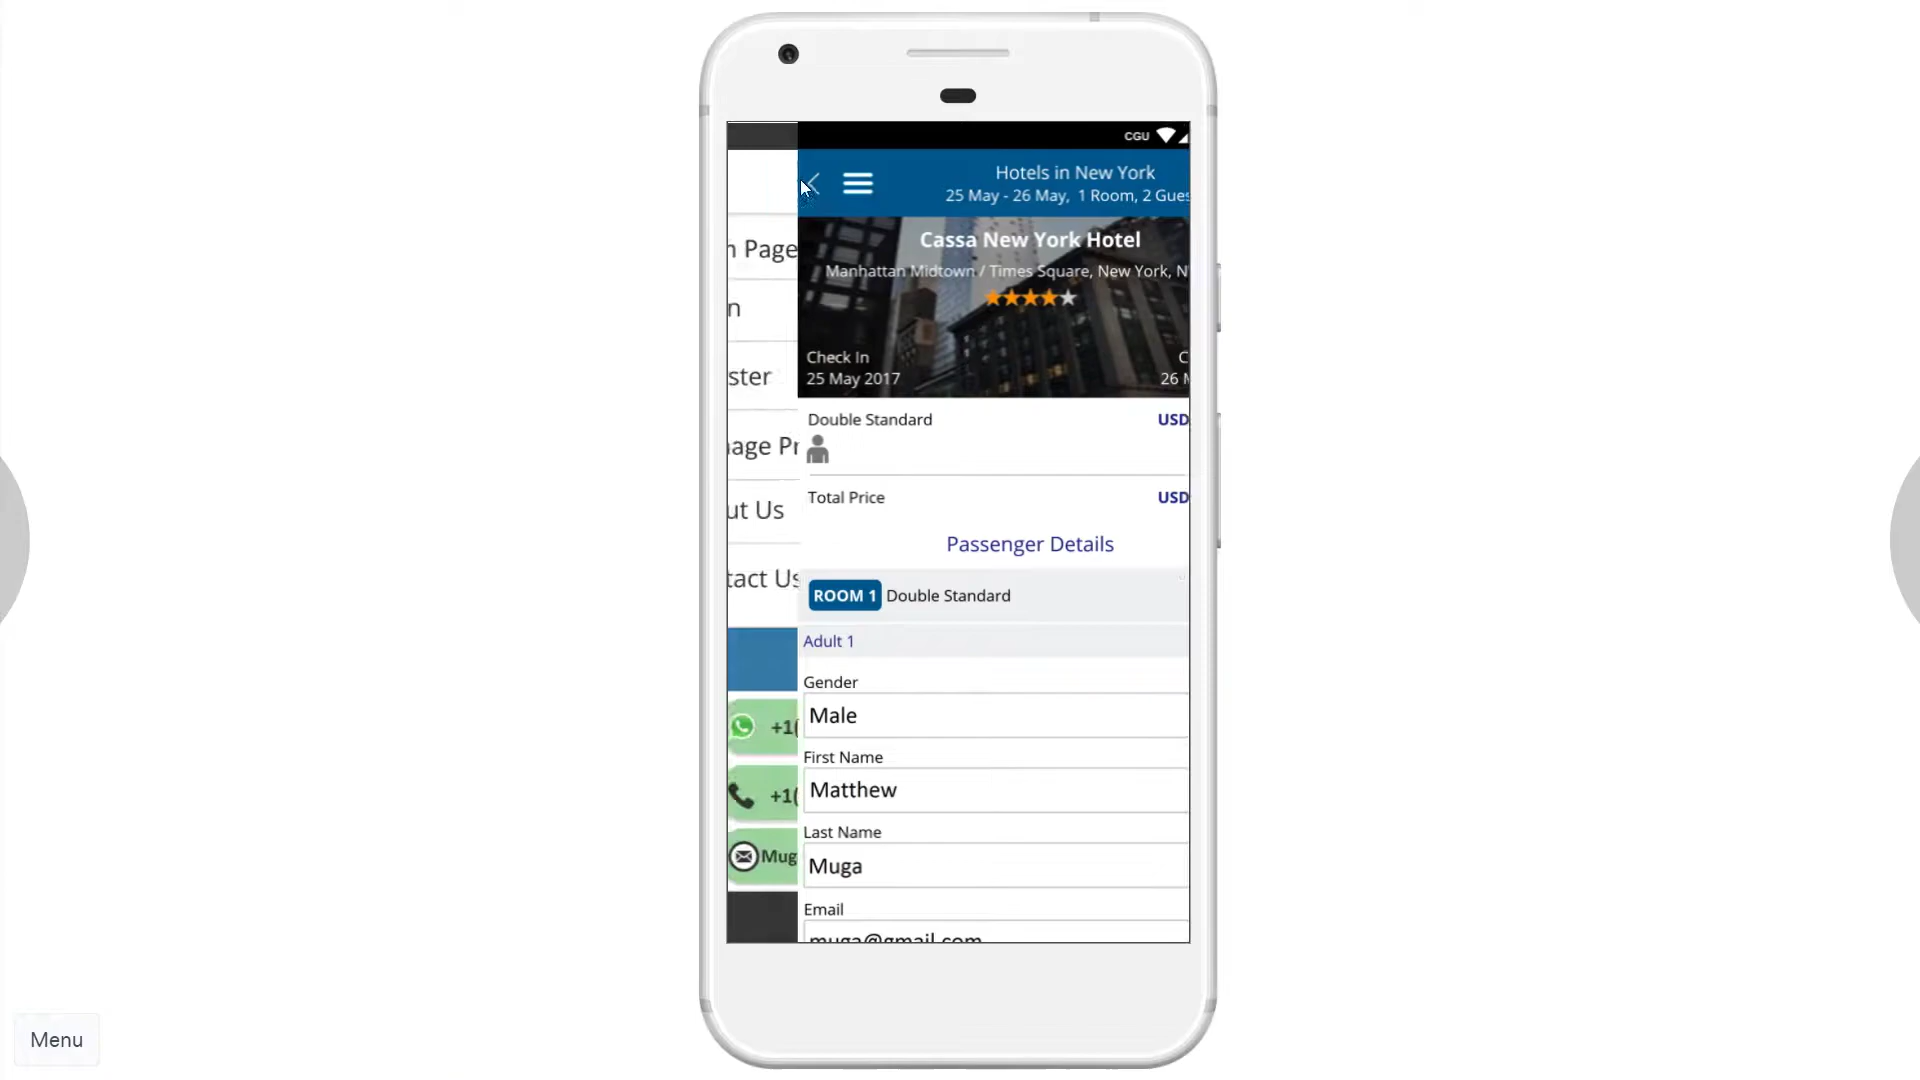 CGU
Hotels in New York
25 May - 26 May, 1 Room, 2 Gues
Cassa New York Hotel
Manhattan Midtown / Times Square, New York, N
Check In
C
25 May 2017
26 M
Double Standard
USD
Total Price
USD
Passenger Details
ROOM 1 Double Standard
Adult 1
Gender
Male
First Name
Matthew
Last Name
Muga
Email
muga@gmail.com
n Page
n
ster
age Pr
ut Us
tact Us
+1(
+1(
Mug
Menu